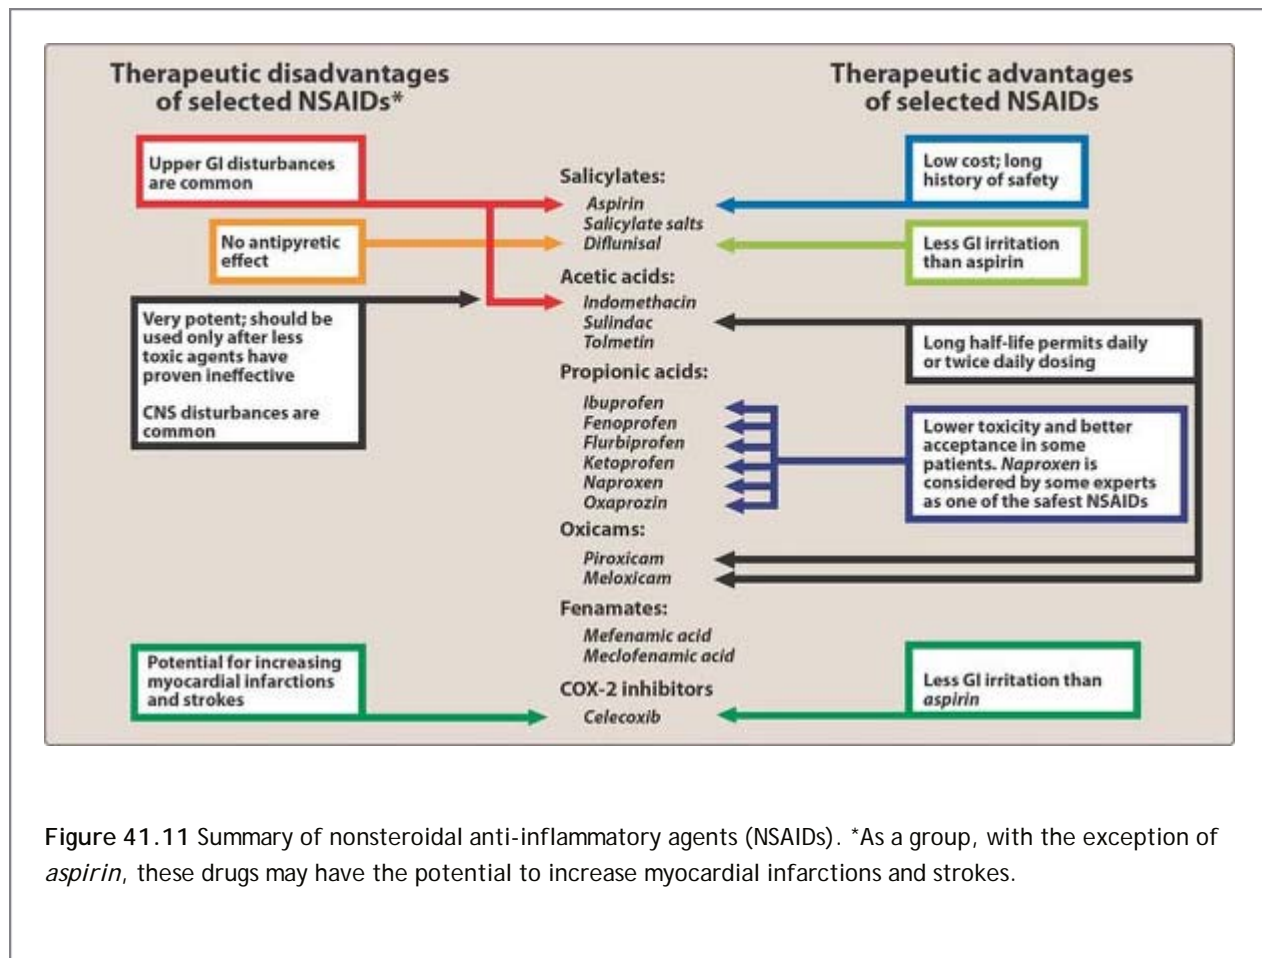 Therapeutic disadvantages
of selected NSAIDs*
Upper GI disturbances
are common
No antipyretic
effect
Very potent; should be
used only after less
toxic agents have
proven ineffective
CNS disturbances are
common
Potential for increasing
myocardial infarctions
and strokes
Salicylates:
Aspirin
Salicylate salts
Diflunisal
Acetic acids:
Indomethacin
Sulindac
Tolmetin
Propionic acids:
Ibuprofen
Fenoprofen
Flurbiprofen
Ketoprofen
Naproxen
Oxaprozin
Oxicams:
Piroxicam
Meloxicam
Fenamates:
Mefenamic acid
Meclofenamic acid
COX-2 inhibitors
Celecoxib
Therapeutic advantages
of selected NSAIDs
Low cost; long
history of safety
Less GI irritation
than aspirin
Long half-life permits daily
or twice daily dosing
Lower toxicity and better
acceptance in some
patients. Naproxen is
considered by some experts
as one of the safest NSAIDs
Less GI irritation than
aspirin
Figure 41.11 Summary of nonsteroidal anti-inflammatory agents (NSAIDs). *As a group, with the exception of
aspirin, these drugs may have the potential to increase myocardial infarctions and strokes.